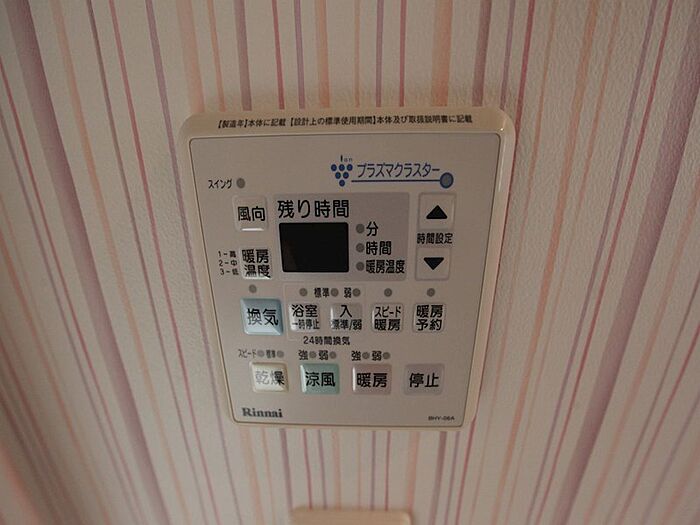 【製造年】本体に記載 【設計上の標準使用期間】本体及び取扱説明書に記載
Ion
プラズマクラスター
スイング
風向
残り時間
分
時間
暖房温度
時間設定
1-高
2-中
3-低
暖房
温度
標準 弱
換気
浴室
一時停止
入
標準/弱
スピード
暖房
暖房
予約
24時間換気
スピード 標準 強 弱 強 弱
乾燥 涼風 暖房 停止
Rinnai
BHY-06A